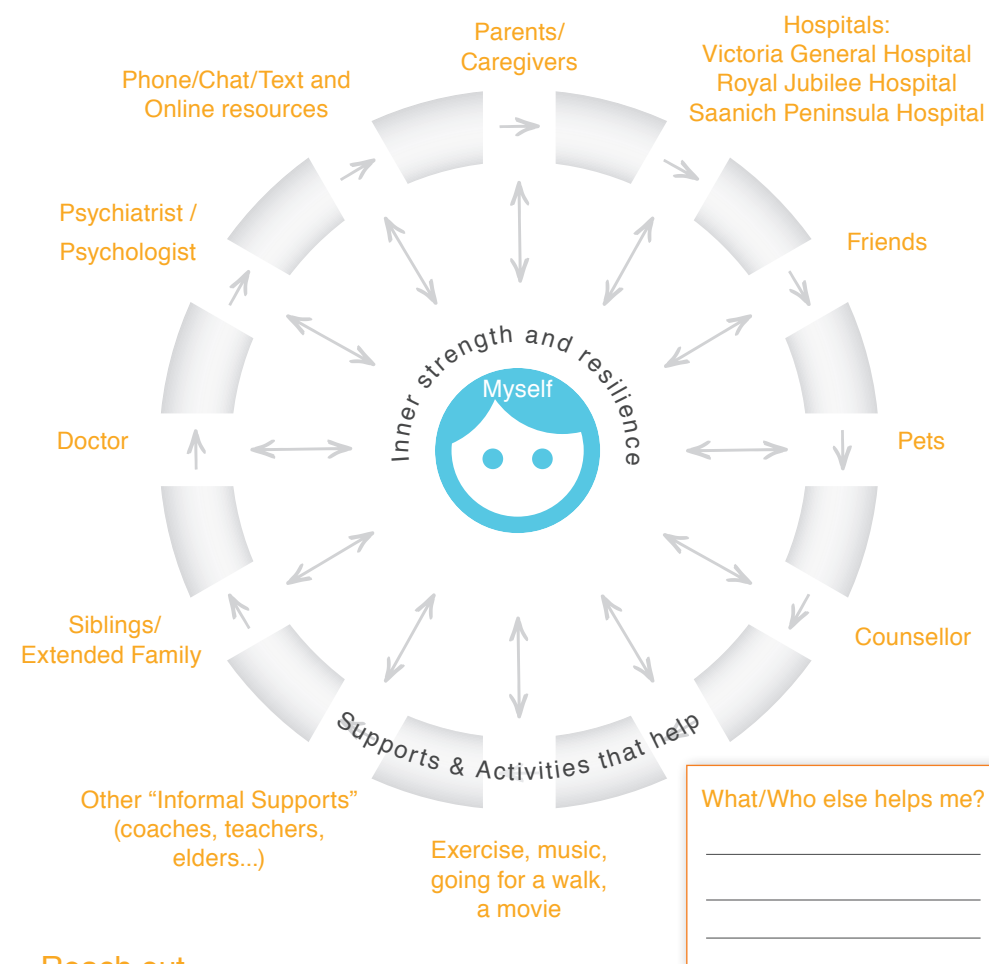 Parents/
Caregivers
Hospitals:
Victoria General Hospital
Royal Jubilee Hospital
Saanich Peninsula Hospital
Friends
Pets
Counsellor
What/Who else helps me?
Exercise, music,
going for a walk,
a movie
Other “Informal Supports”
(coaches, teachers,
elders...)
Siblings/
Extended Family
Doctor
Psychiatrist /
Psychologist
Phone/Chat/Text and
Online resources
Inner strength and resilience
Myself
Supports & Activities that help
Reach out